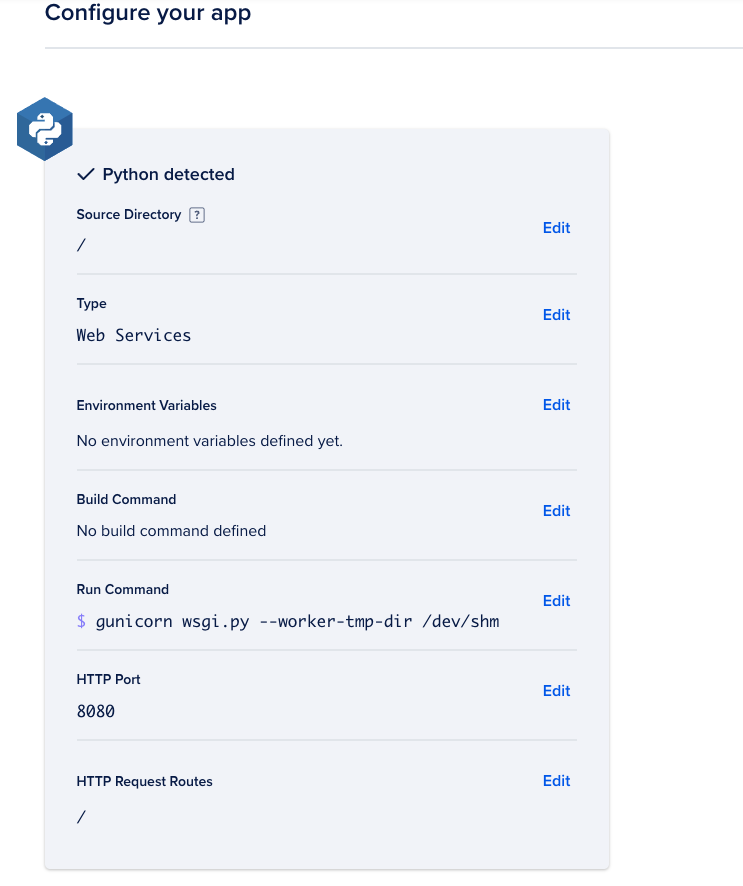 Configure your app
Python detected
Source Directory ?
Edit
/
Type
Edit
Web Services
Environment Variables
Edit
No environment variables defined yet.
Build Command
Edit
No build command defined
Run Command
Edit
$ gunicorn wsgi.py --worker-tmp-dir /dev/shm
HTTP Port
Edit
8080
HTTP Request Routes
Edit
/